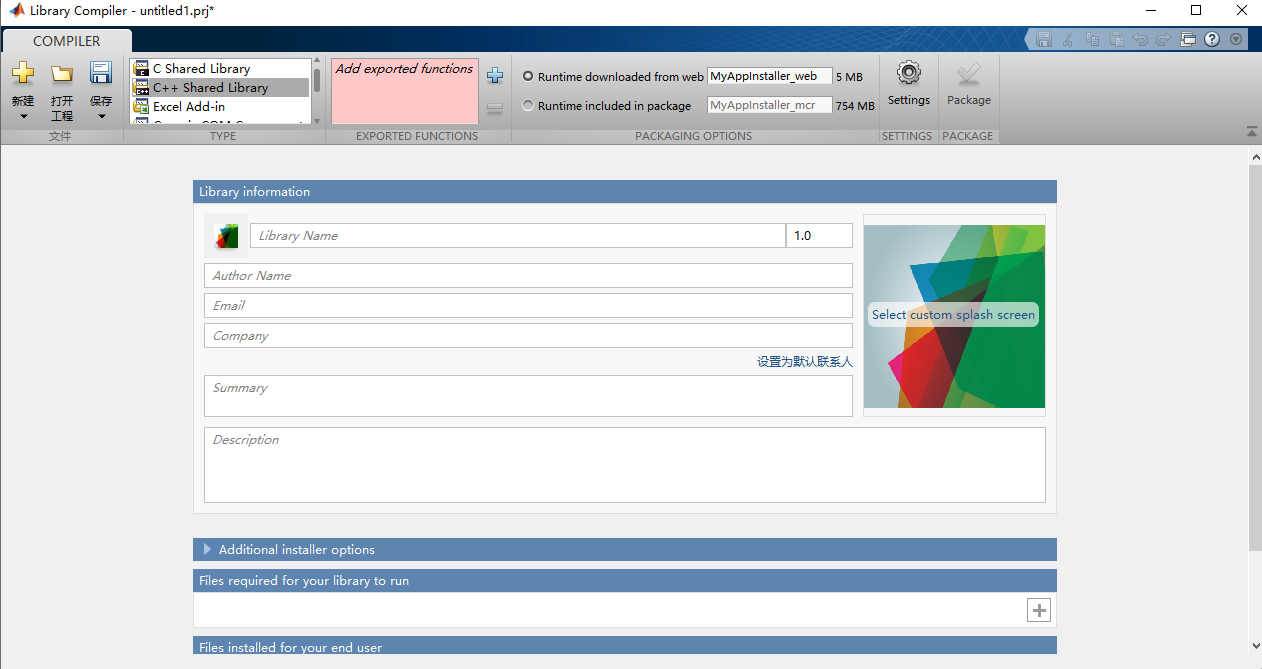 Library Compiler - untitled1.prj*
COMPILER
新建
打开
工程
保存
文件
C Shared Library
C++ Shared Library
Excel Add-in
TYPE
Add exported functions
EXPORTED FUNCTIONS
Runtime downloaded from web MyAppInstaller_web 5 MB
Runtime included in package MyAppInstaller_mcr 754 MB
PACKAGING OPTIONS
Settings
SETTINGS
Package
PACKAGE
Library information
Library Name 1.0
Author Name
Email
Company
设置为默认联系人
Summary
Description
Select custom splash screen
Additional installer options
Files required for your library to run
Files installed for your end user